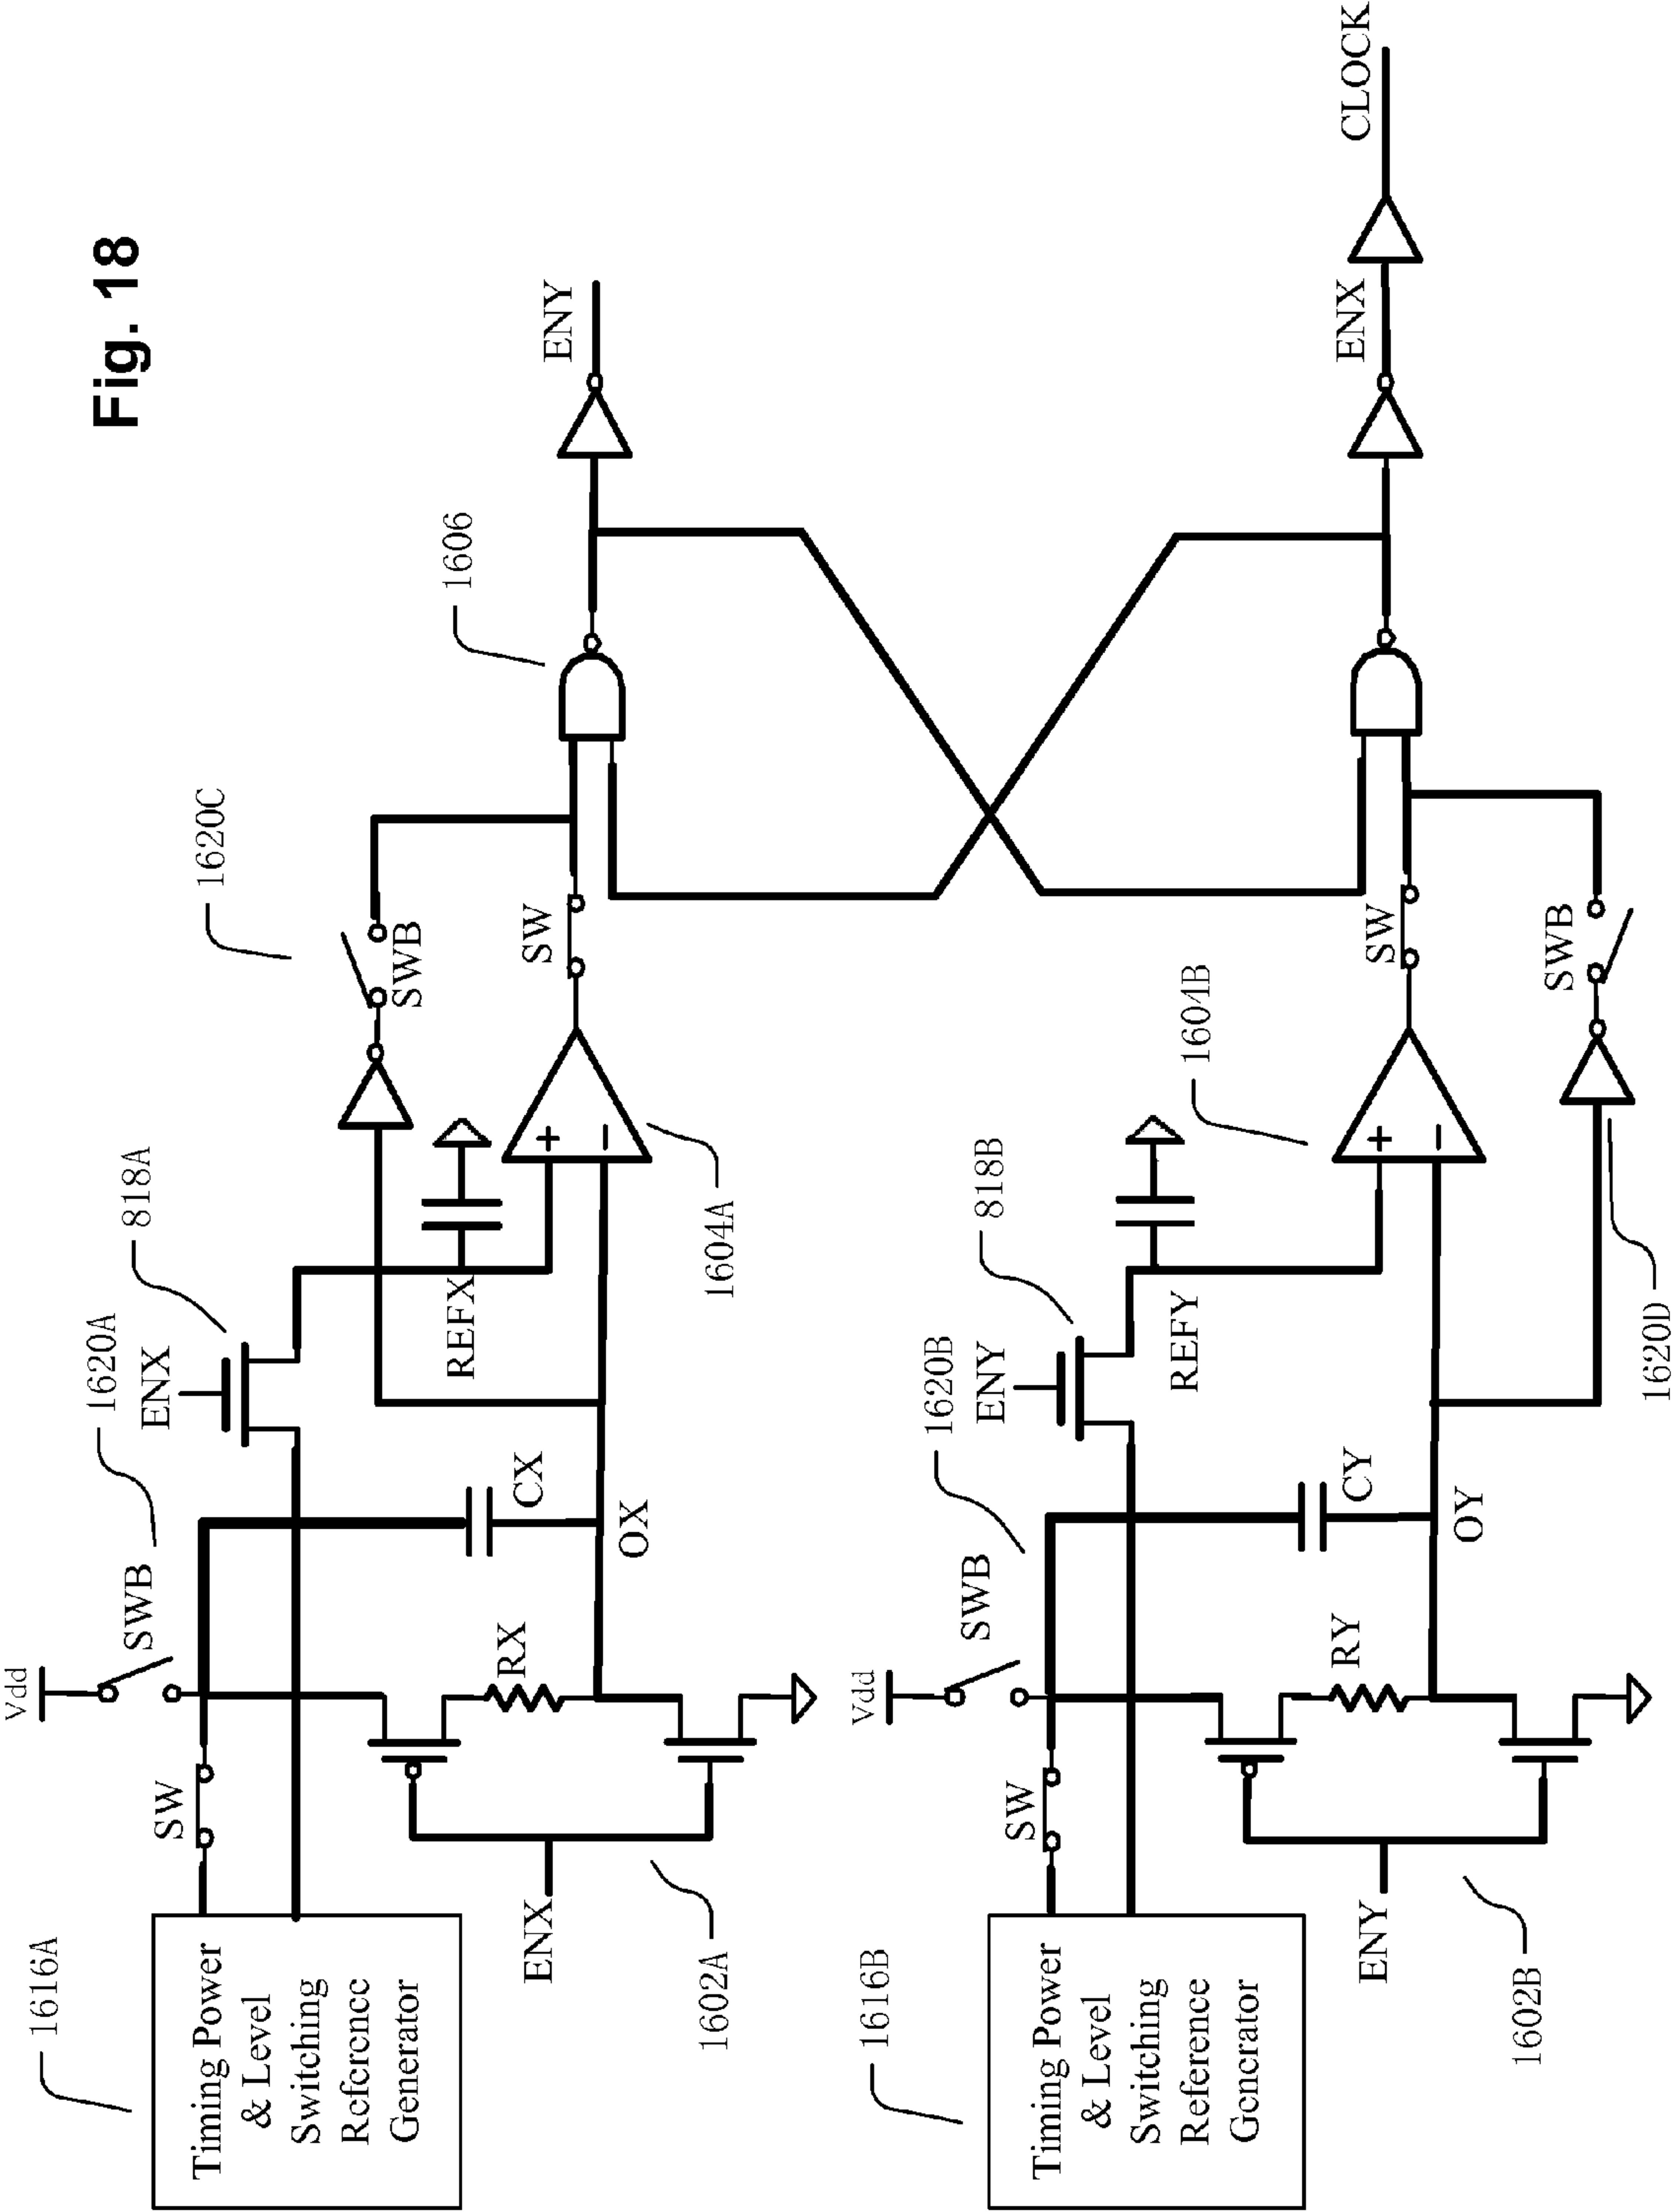 Fig. 18
1616A
Timing Power
& Level
Switching
Reference
Generator
Vdd
SW
SWB
1620A
ENX
818A
1620C
SWB
REFX
CX
RX
OX
ENX
1602A
1604A
SW
1606
ENY
1616B
Timing Power
& Level
Switching
Reference
Generator
Vdd
SW
SWB
1620B
ENY
818B
REFY
CY
RY
OY
ENY
1602B
1604B
SW
SWB
1620D
ENX
CLOCK